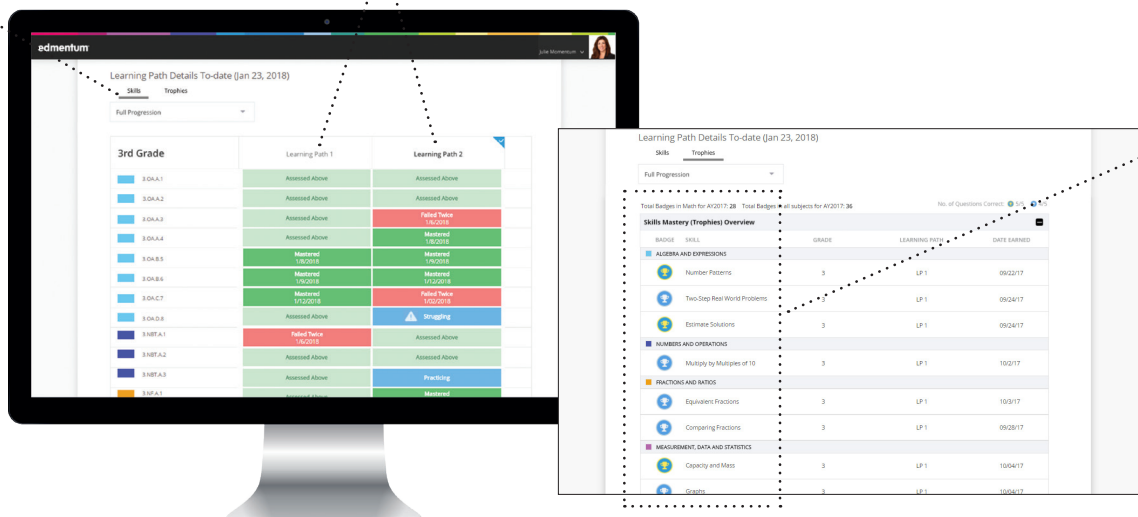 edmentum
Julie Momentum
Learning Path Details To-date (Jan 23, 2018)
Skills Trophies
Full Progression
3rd Grade Learning Path 1 Learning Path 2
3.OA.A.1 Assessed Above Assessed Above
3.OA.A.2 Assessed Above Assessed Above
3.OA.A.3 Assessed Above Failed Twice
1/6/2018
3.OA.A.4 Assessed Above Mastered
1/8/2018
3.OA.B.5 Mastered Mastered
1/8/2018 1/9/2018
3.OA.B.6 Mastered Mastered
1/9/2018 1/12/2018
3.OA.C.7 Mastered Failed Twice
1/12/2018 1/02/2018
3.OA.D.8 Assessed Above Struggling
3.NBT.A.1 Failed Twice Assessed Above
1/6/2018
3.NBT.A.2 Assessed Above Assessed Above
3.NBT.A.3 Assessed Above Practicing
3.NF.A.1 Assessed Above Mastered
Learning Path Details To-date (Jan 23, 2018)
Skills Trophies
Full Progression
Total Badges in Math for AY2017: 28 Total Badges in all subjects for AY2017: 36 No. of Questions Correct: 5/5 4/5
Skills Mastery (Trophies) Overview
BADGE SKILL GRADE LEARNING PATH DATE EARNED
ALGEBRA AND EXPRESSIONS
Number Patterns 3 LP 1 09/22/17
Two-Step Real World Problems 3 LP 1 09/24/17
Estimate Solutions 3 LP 1 09/24/17
NUMBERS AND OPERATIONS
Multiply by Multiples of 10 3 LP 1 10/2/17
FRACTIONS AND RATIOS
Equivalent Fractions 3 LP 1 10/3/17
Comparing Fractions 3 LP 1 09/28/17
MEASUREMENT, DATA AND STATISTICS
Capacity and Mass 3 LP 1 10/04/17
Graphs 3 LP 1 10/04/17